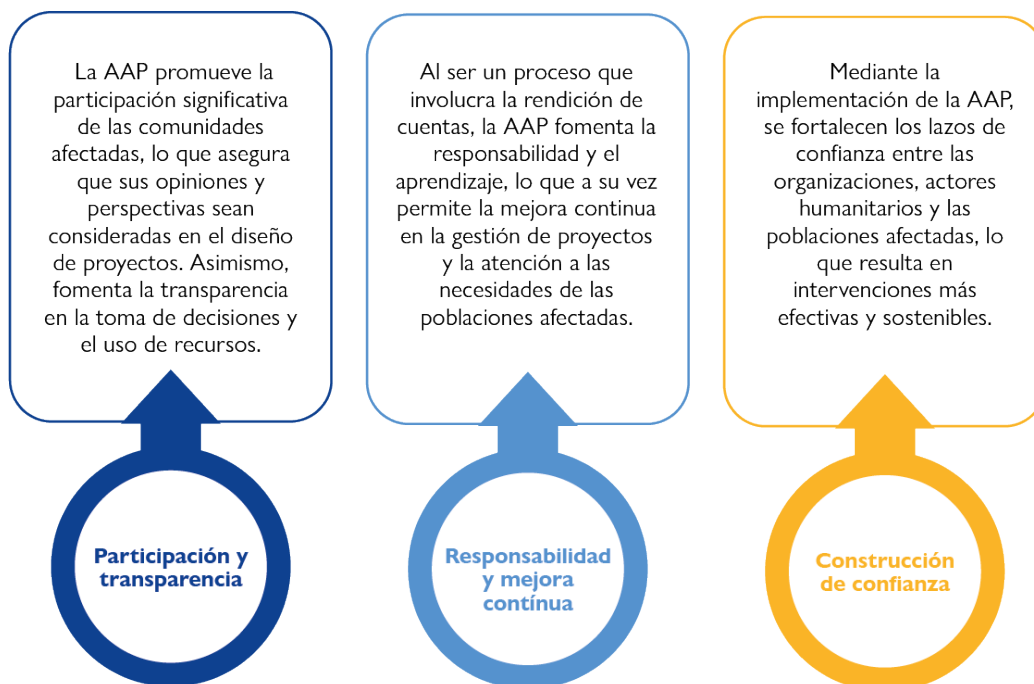 La AAP promueve la
participación significativa
de las comunidades
afectadas, lo que asegura
que sus opiniones y
perspectivas sean
consideradas en el diseño
de proyectos. Asimismo,
fomenta la transparencia
en la toma de decisiones y
el uso de recursos.
Participación y
transparencia
Al ser un proceso que
involucra la rendición de
cuentas, la AAP fomenta la
responsabilidad y el
aprendizaje, lo que a su vez
permite la mejora continua
en la gestión de proyectos
y la atención a las
necesidades de las
poblaciones afectadas.
Responsabilidad
y mejora
contínua
Mediante la
implementación de la AAP,
se fortalecen los lazos de
confianza entre las
organizaciones, actores
humanitarios y las
poblaciones afectadas, lo
que resulta en
intervenciones más
efectivas y sostenibles.
Construcción
de confianza